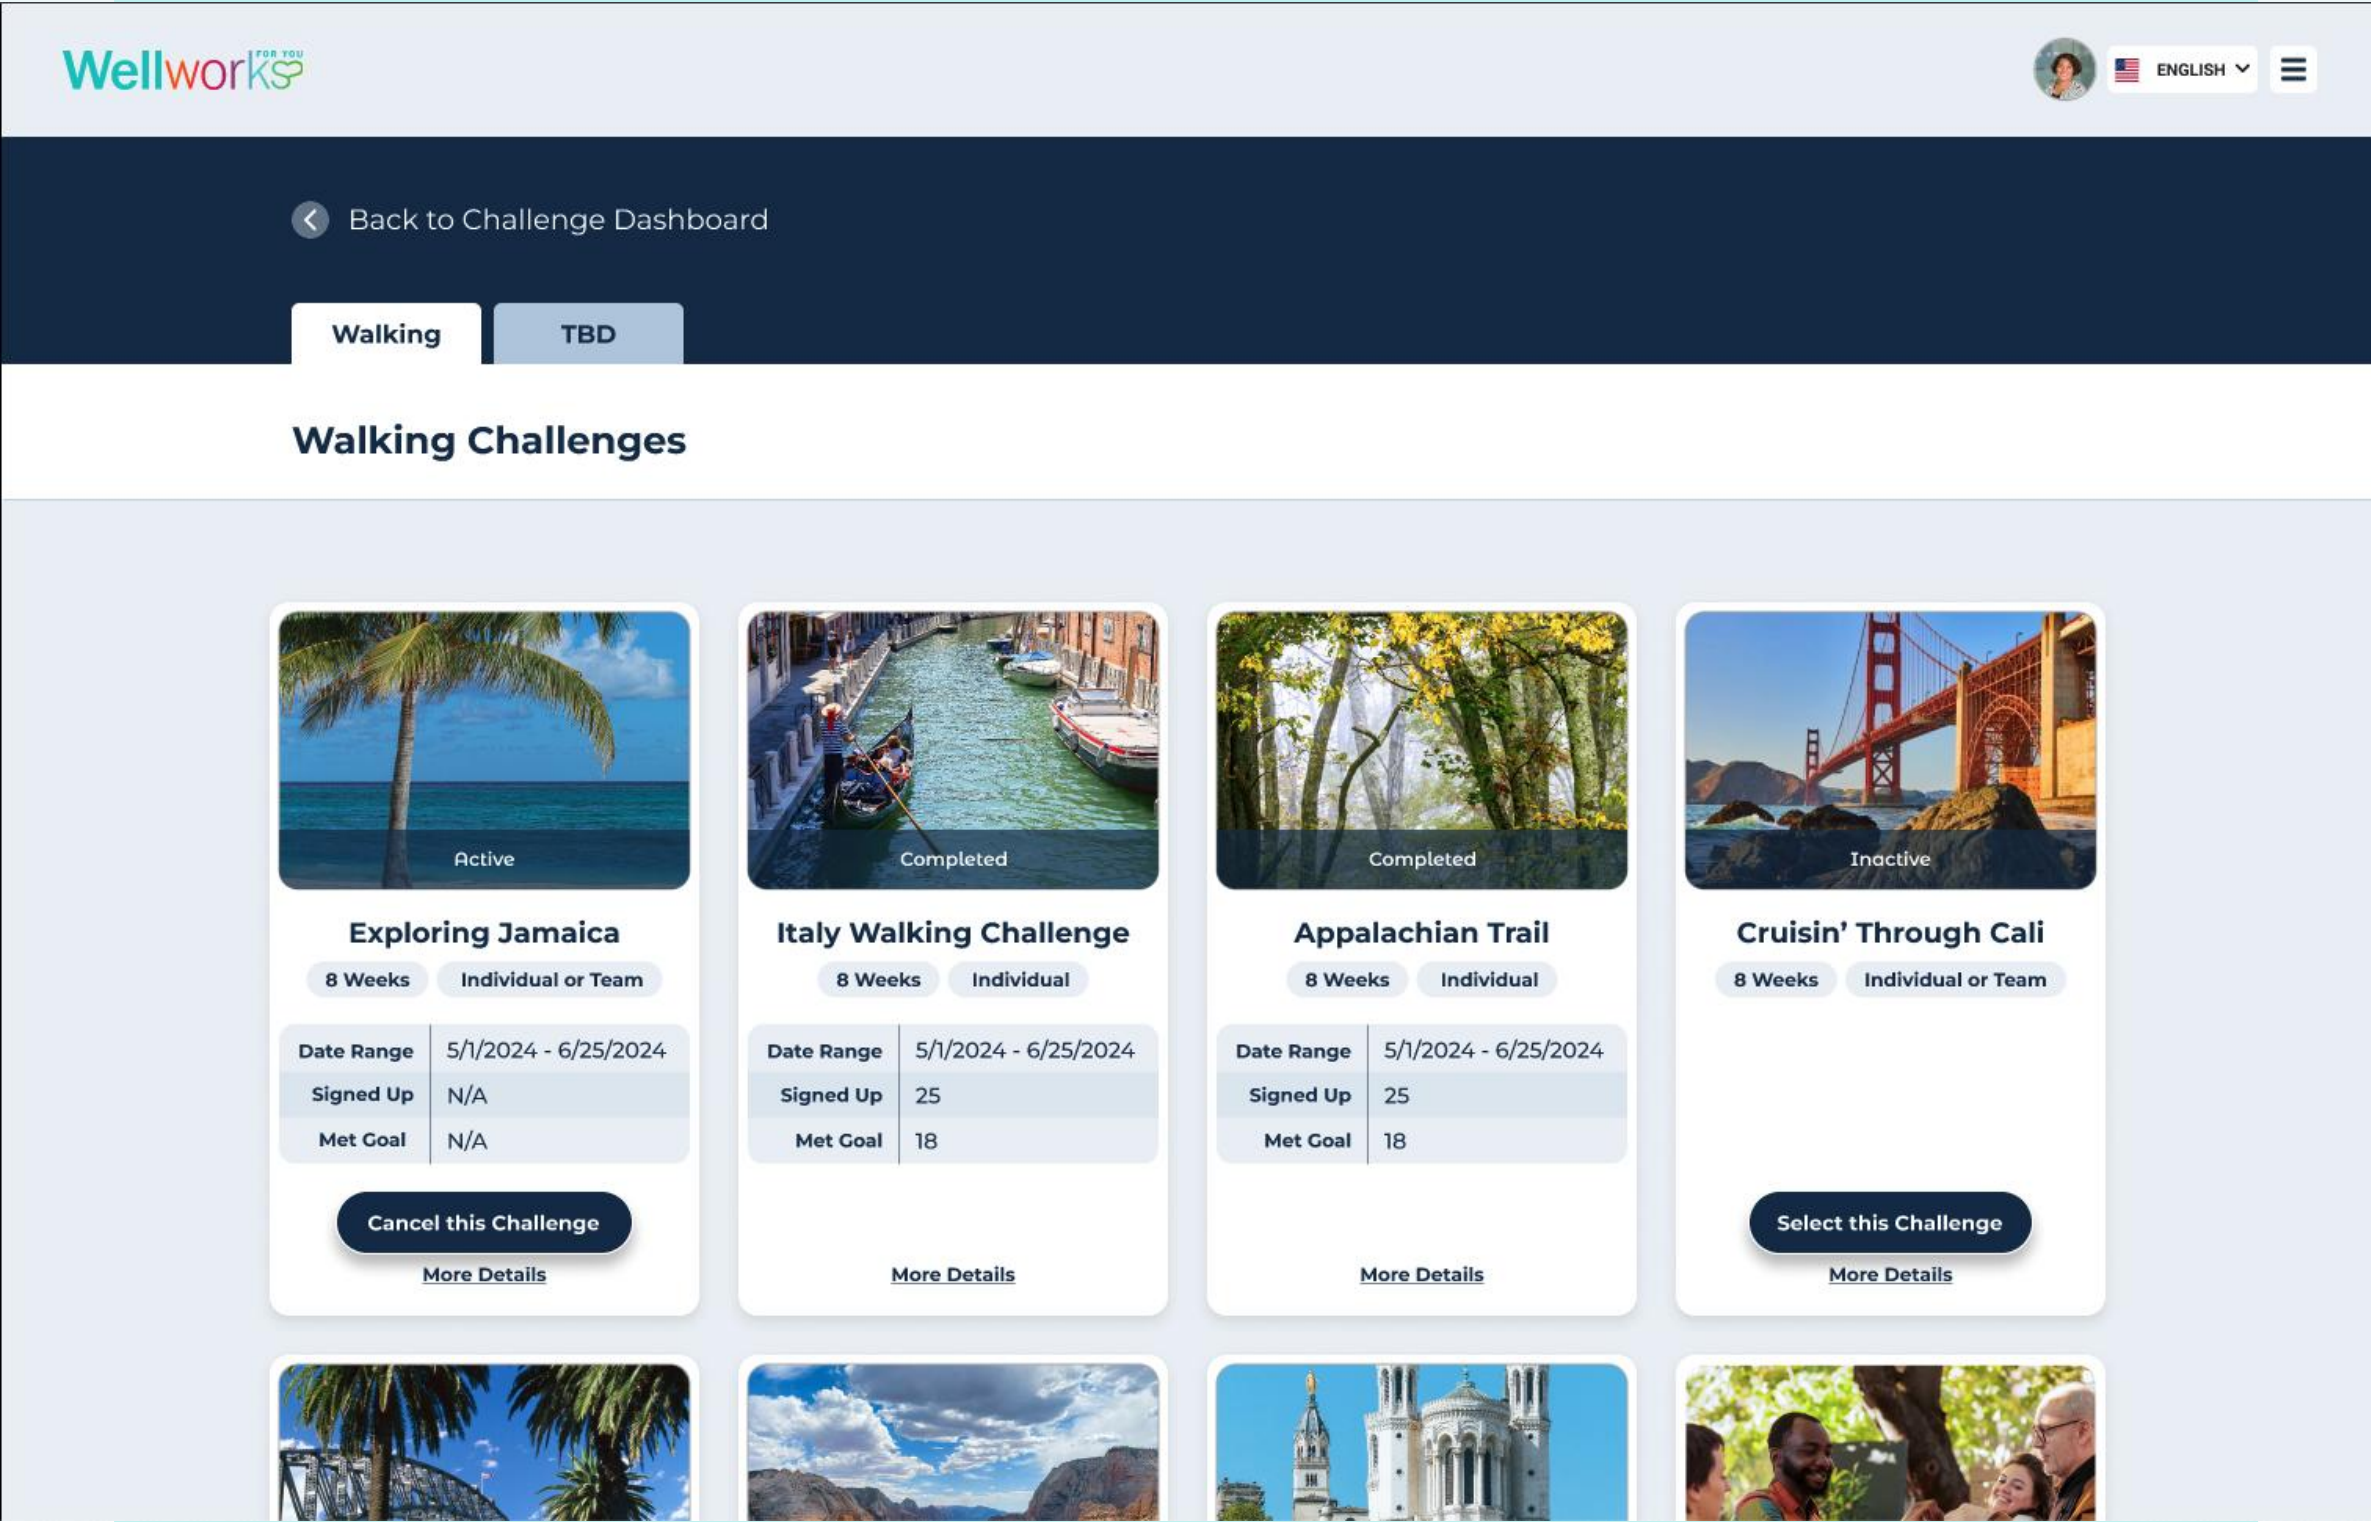 Wellworks FOR YOU
ENGLISH
Back to Challenge Dashboard
Walking
TBD
Walking Challenges
Active
Exploring Jamaica
8 Weeks
Individual or Team
Date Range 5/1/2024 - 6/25/2024
Signed Up N/A
Met Goal N/A
Cancel this Challenge
More Details
Completed
Italy Walking Challenge
8 Weeks
Individual
Date Range 5/1/2024 - 6/25/2024
Signed Up 25
Met Goal 18
More Details
Completed
Appalachian Trail
8 Weeks
Individual
Date Range 5/1/2024 - 6/25/2024
Signed Up 25
Met Goal 18
More Details
Inactive
Cruisin’ Through Cali
8 Weeks
Individual or Team
Select this Challenge
More Details